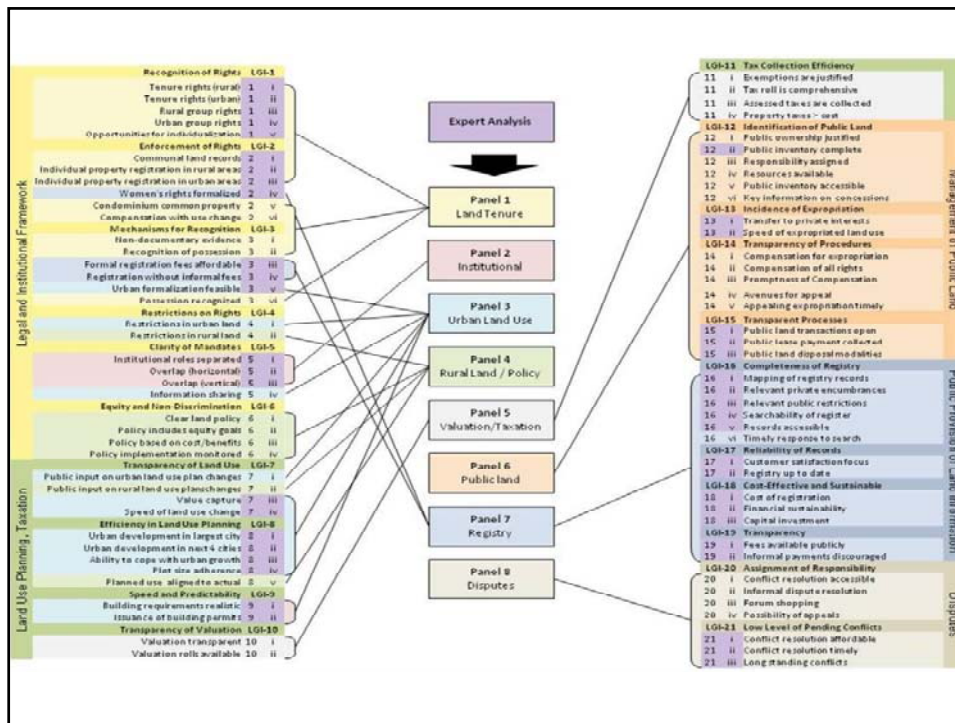 Legal and Institutional Framework
Recognition of Rights LGI-1
Tenure rights (rural) 1 i
Tenure rights (urban) 1 ii
Rural group rights 1 iii
Urban group rights 1 iv
Opportunities for individualization 1 v
Enforcement of Rights LGI-2
Communal land records 2 i
Individual property registration in rural areas 2 ii
Individual property registration in urban areas 2 iii
Women's rights formalized 2 iv
Condominium common property 2 v
Compensation with use change 2 vi
Mechanisms for Recognition LGI-3
Non-documentary evidence 3 i
Recognition of possession 3 ii
Formal registration fees affordable 3 iii
Registration without informal fees 3 iv
Urban formalization feasible 3 v
Possession recognized 3 vi
Restrictions on Rights LGI-4
Restrictions in urban land 4 i
Restrictions in rural land 4 ii
Clarity of Mandates LGI-5
Institutional roles separated 5 i
Overlap (horizontal) 5 ii
Overlap (vertical) 5 iii
Information sharing 5 iv
Equity and Non-Discrimination LGI-6
Clear land policy 6 i
Policy includes equity goals 6 ii
Policy based on cost/benefits 6 iii
Policy implementation monitored 6 iv
Land Use Planning, Taxation
Transparency of Land Use LGI-7
Public input on urban land use plan changes 7 i
Public input on rural land use plans changes 7 ii
Value capture 7 iii
Speed of land use change 7 iv
Efficiency in Land Use Planning LGI-8
Urban development in largest city 8 i
Urban development in next 4 cities 8 ii
Ability to cope with urban growth 8 iii
Plot size adherence 8 iv
Planned use aligned to actual 8 v
Speed and Predictability LGI-9
Building requirements realistic 9 i
Issuance of building permits 9 ii
Transparency of Valuation LGI-10
Valuation transparent 10 i
Valuation rolls available 10 ii
Expert Analysis
Panel 1
Land Tenure
Panel 2
Institutional
Panel 3
Urban Land Use
Panel 4
Rural Land / Policy
Panel 5
Valuation/Taxation
Panel 6
Public land
Panel 7
Registry
Panel 8
Disputes
LGI-11 Tax Collection Efficiency
11 i Exemptions are justified
11 ii Tax roll is comprehensive
11 iii Assessed taxes are collected
11 iv Property taxes > cost
LGI-12 Identification of Public Land
12 i Public ownership justified
12 ii Public inventory complete
12 iii Responsibility assigned
12 iv Resources available
12 v Public inventory accessible
12 vi Key information on concessions
LGI-13 Incidence of Expropriation
13 i Transfer to private interests
13 ii Speed of expropriated land use
LGI-14 Transparency of Procedures
14 i Compensation for expropriation
14 ii Compensation of all rights
14 iii Promptness of Compensation
14 iv Avenues for appeal
14 v Appealing expropriation timely
LGI-15 Transparent Processes
15 i Public land transactions open
15 ii Public lease payment collected
15 iii Public land disposal modalities
LGI-16 Completeness of Registry
16 i Mapping of registry records
16 ii Relevant private encumbrances
16 iii Relevant public restrictions
16 iv Searchability of register
16 v Records accessible
16 vi Timely response to search
LGI-17 Reliability of Records
17 i Customer satisfaction focus
17 ii Registry up to date
LGI-18 Cost-Effective and Sustainable
18 i Cost of registration
18 ii Financial sustainability
18 iii Capital investment
LGI-19 Transparency
19 i Fees available publicly
19 ii Informal payments discouraged
LGI-20 Assignment of Responsibility
20 i Conflict resolution accessible
20 ii Informal dispute resolution
20 iii Forum shopping
20 iv Possibility of appeals
LGI-21 Low Level of Pending Conflicts
21 i Conflict resolution affordable
21 ii Conflict resolution timely
21 iii Long standing conflicts